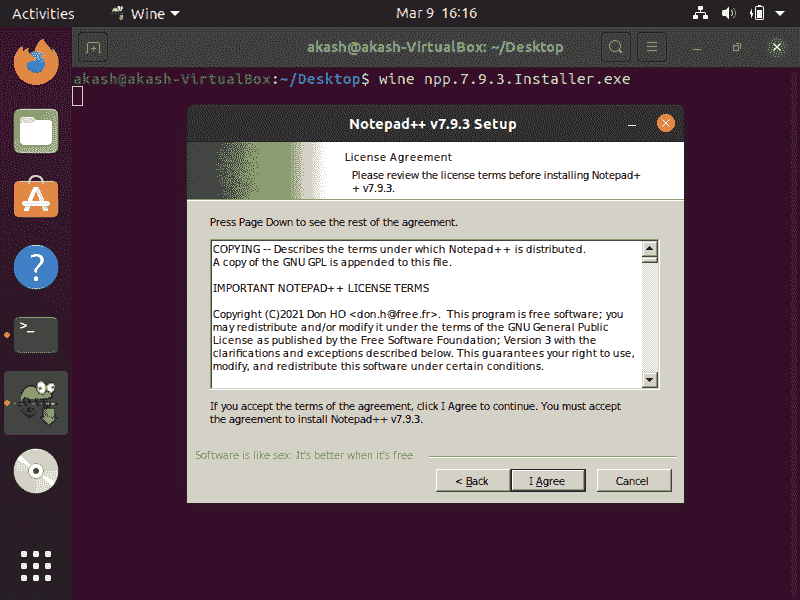 Activities Wine Mar 9 16:16
akash@akash-VirtualBox: ~/Desktop
akash@akash-VirtualBox:~/Desktop$ wine npp.7.9.3.Installer.exe
Notepad++ v7.9.3 Setup
License Agreement
Please review the license terms before installing Notepad+
+ v7.9.3.
Press Page Down to see the rest of the agreement.
COPYING -- Describes the terms under which Notepad++ is distributed.
A copy of the GNU GPL is appended to this file.
IMPORTANT NOTEPAD++ LICENSE TERMS
Copyright (C)2021 Don HO <don.h@free.fr>. This program is free software; you
may redistribute and/or modify it under the terms of the GNU General Public
License as published by the Free Software Foundation; Version 3 with the
clarifications and exceptions described below. This guarantees your right to use,
modify, and redistribute this software under certain conditions.
If you accept the terms of the agreement, click I Agree to continue. You must accept
the agreement to install Notepad++ v7.9.3.
Software is like sex: It's better when it's free
< Back I Agree Cancel